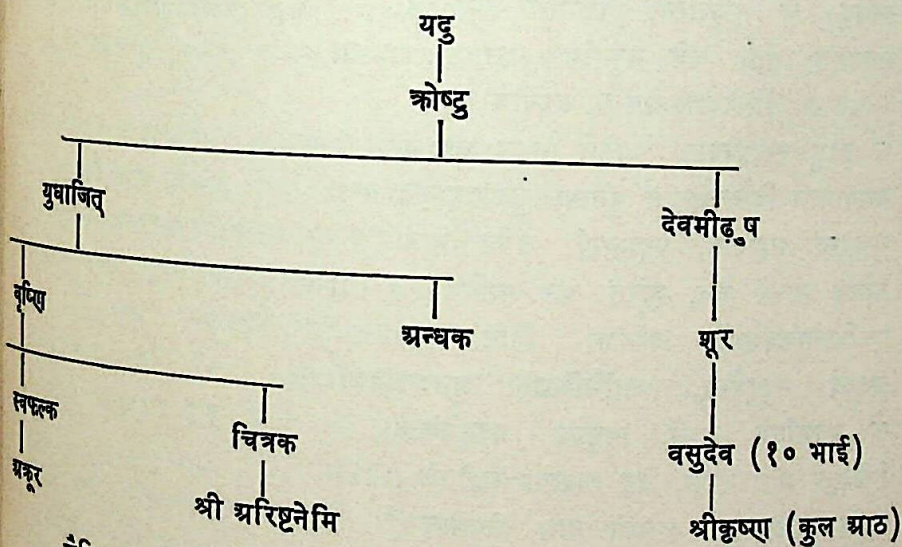 यदु
क्रोष्टु
युधाजित्
देवमीढ़ुष
वृष्णि
अन्धक
शूर
स्वफल्क
चित्रक
वसुदेव (१० भाई)
अक्रूर
श्री अरिष्टनेमि
श्रीकृष्ण (कुल आठ)